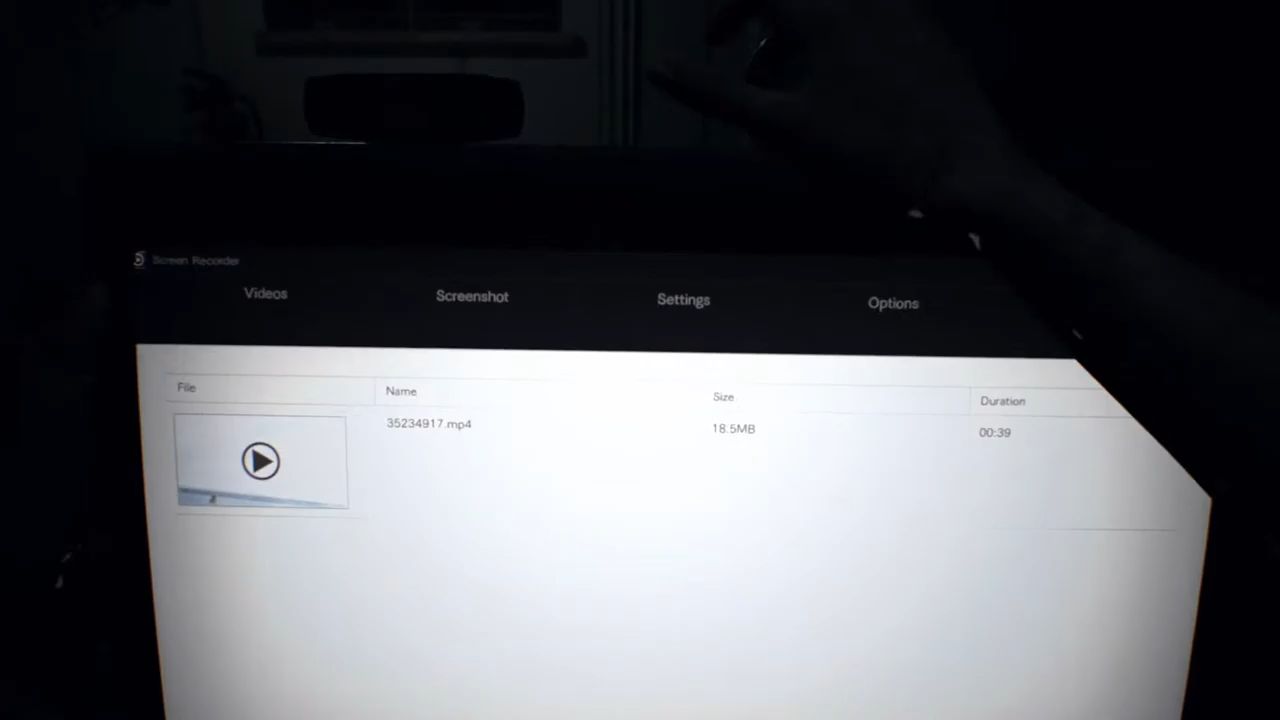 Screen Recorder
Videos Screenshot Settings Options
File Name Size Duration
35234917.mp4 18.5MB 00:39